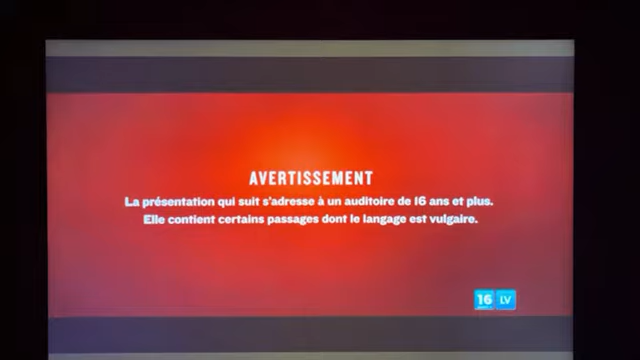 AVERTISSEMENT
La présentation qui suit s'adresse à un auditoire de 16 ans et plus.
Elle contient certains passages dont le langage est vulgaire.
16 LV